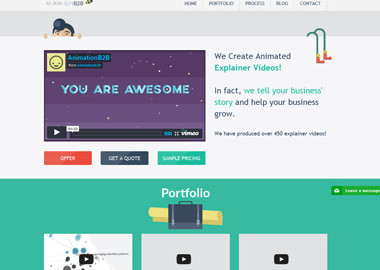 B2B
HOME PORTFOLIO PROCESS BLOG CONTACT
AnimationB2B
from AnimationB2B
YOU ARE AWESOME
vimeo
We Create Animated
Explainer Videos!
In fact, we tell your business'
story and help your business
grow.
We have produced over 450 explainer videos!
OFFER GET A QUOTE SAMPLE PRICING
Portfolio
Leave a message